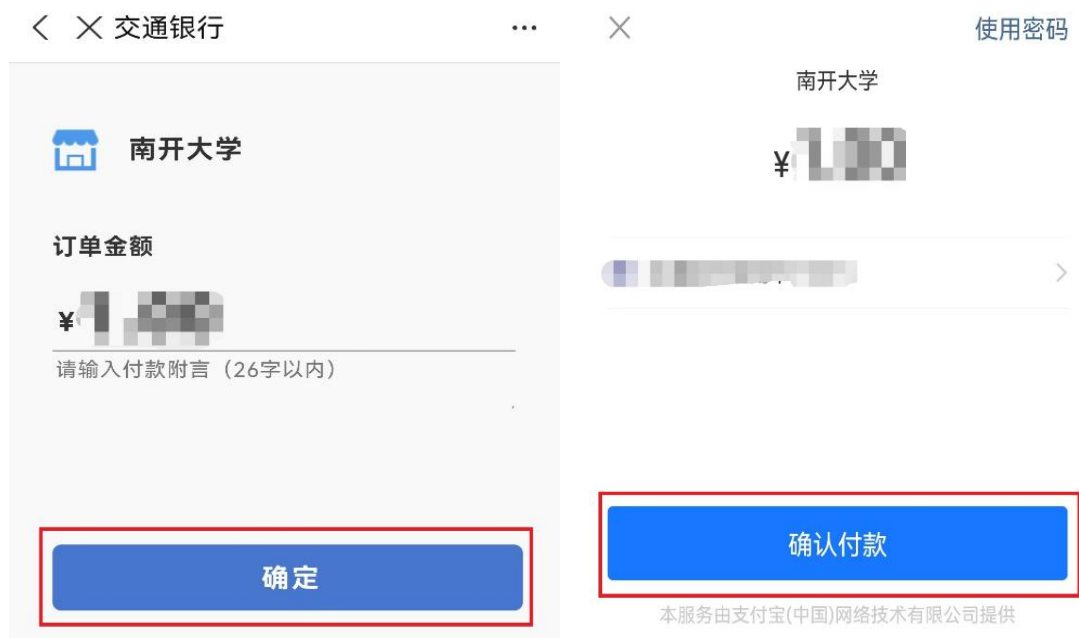 交通银行
南开大学
订单金额
¥
请输入付款附言（26字以内）
确定
使用密码
南开大学
¥
确认付款
本服务由支付宝(中国)网络技术有限公司提供